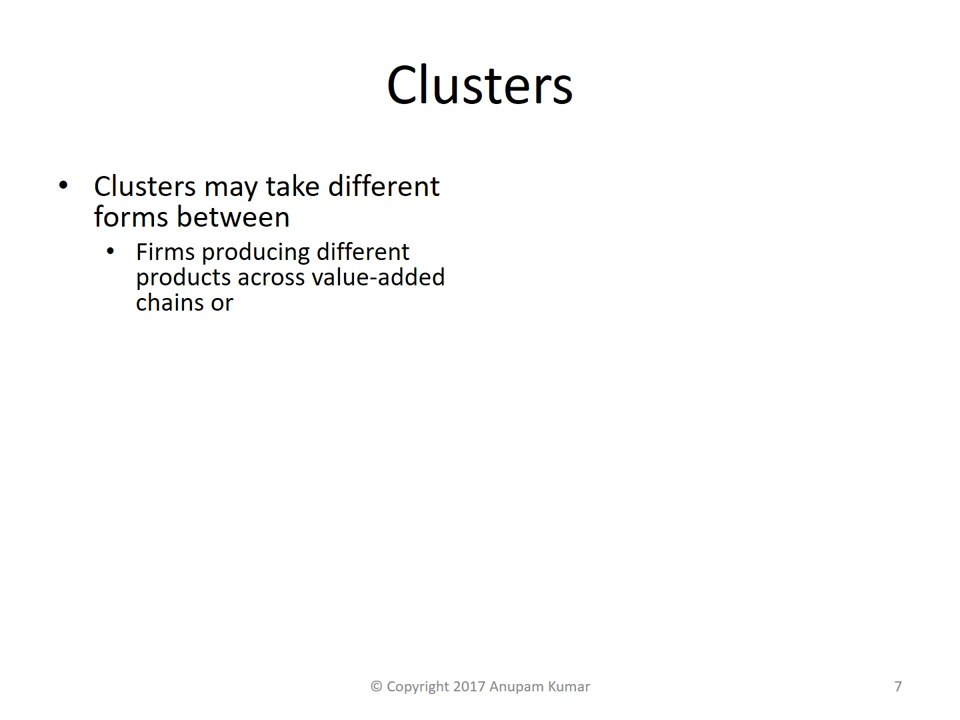 Clusters
• Clusters may take different
forms between
• Firms producing different
products across value-added
chains or
© Copyright 2017 Anupam Kumar
7